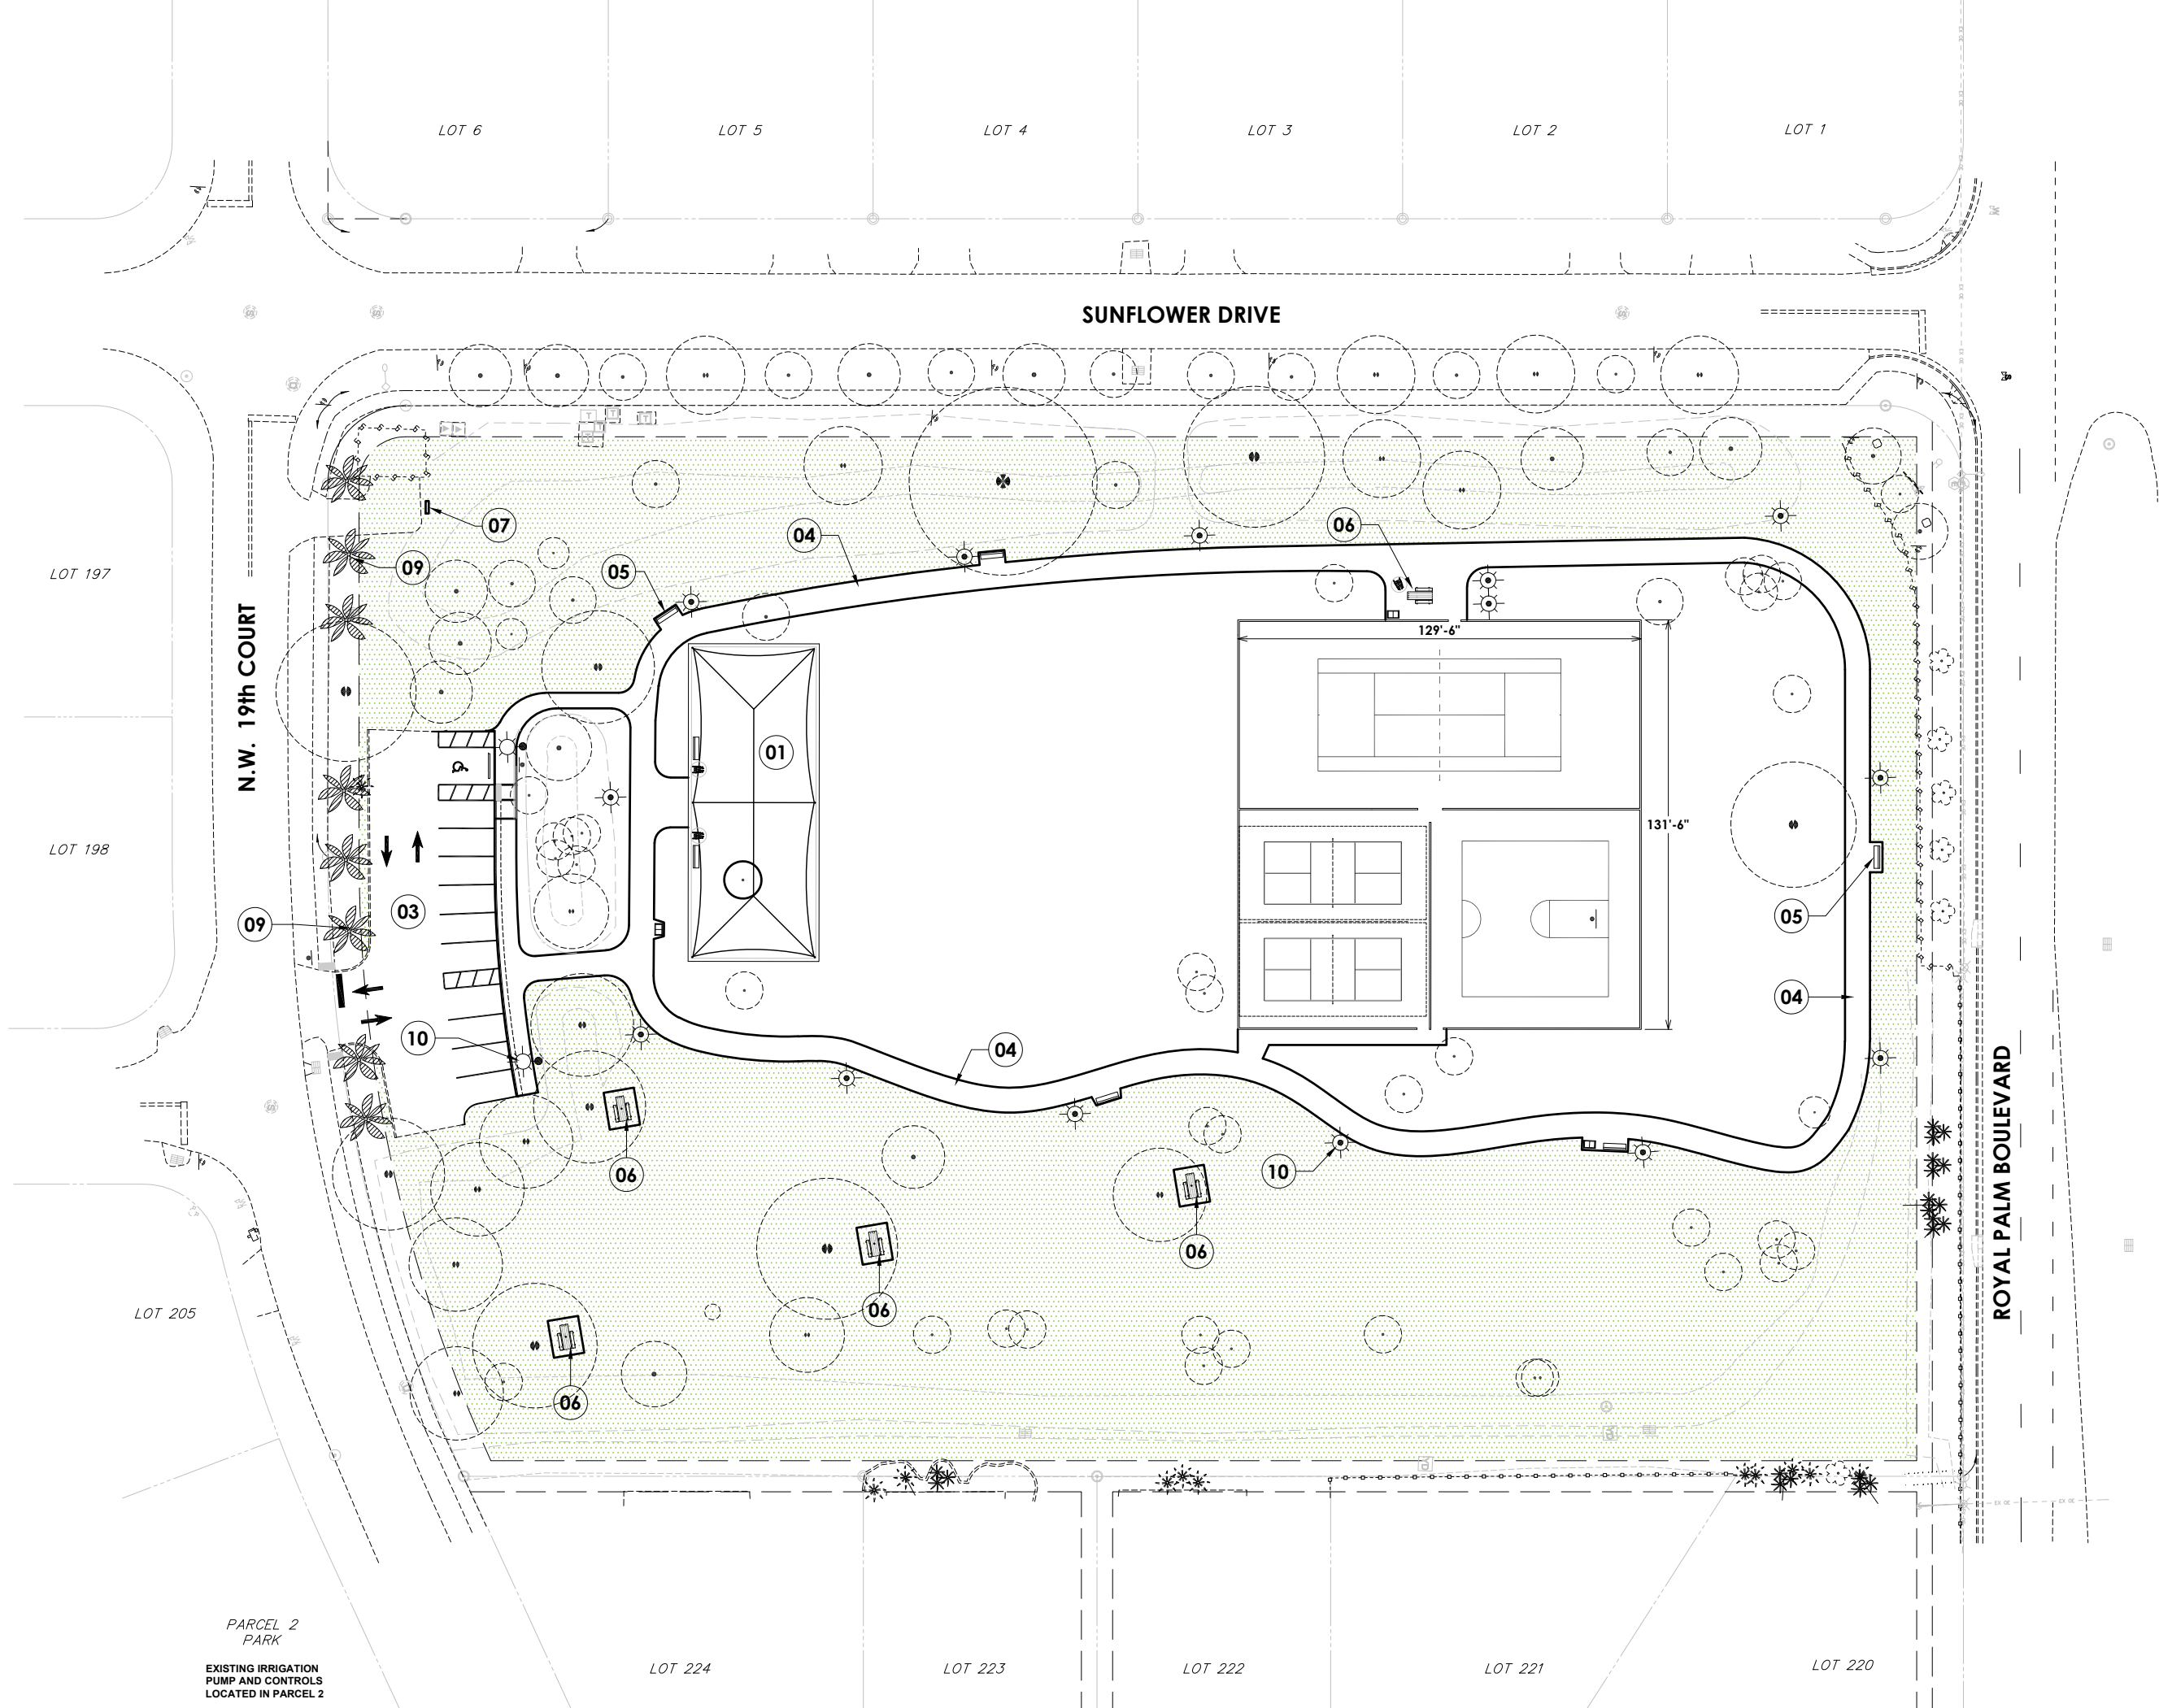 LOT 6
LOT 5
LOT 4
LOT 3
LOT 2
LOT 1
SUNFLOWER DRIVE
07
04
06
05
09
LOT 197
129'-6"
N.W. 19th COURT
01
131'-6"
LOT 198
03
09
05
04
10
04
ROYAL PALM BOULEVARD
06
10
06
06
LOT 205
06
PARCEL 2
PARK
EXISTING IRRIGATION
PUMP AND CONTROLS
LOCATED IN PARCEL 2
LOT 224
LOT 223
LOT 222
LOT 221
LOT 220